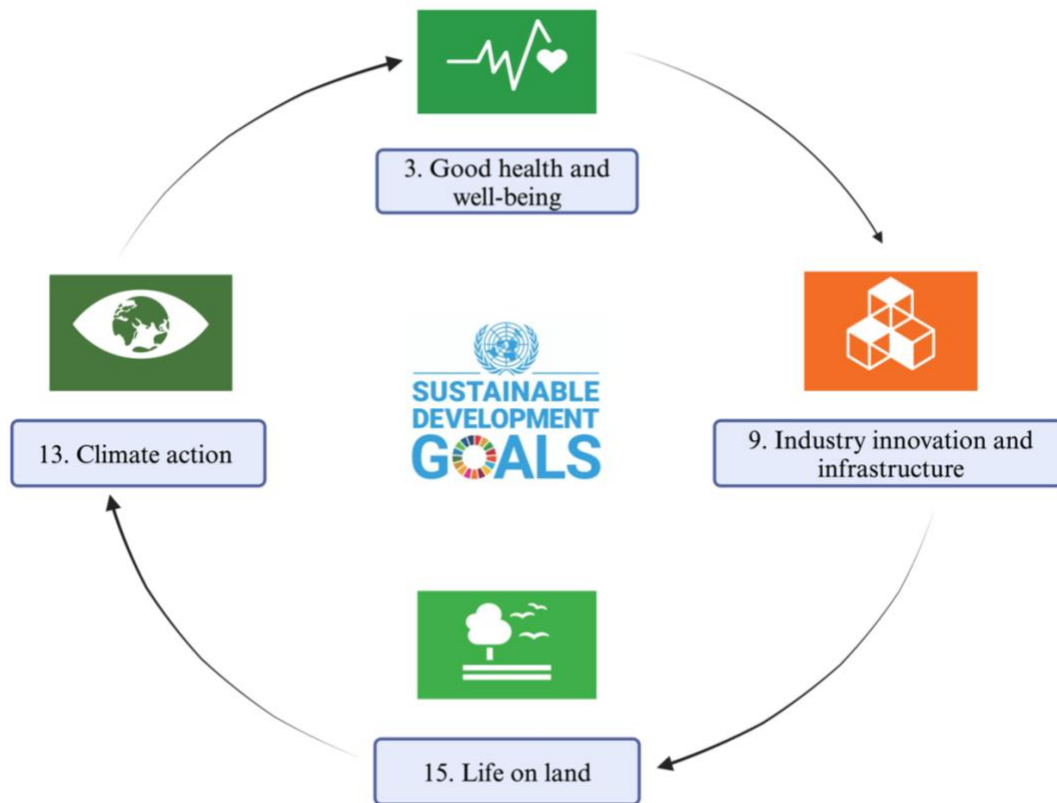 3. Good health and
well-being
13. Climate action
SUSTAINABLE
DEVELOPMENT
GOALS
9. Industry innovation and
infrastructure
15. Life on land